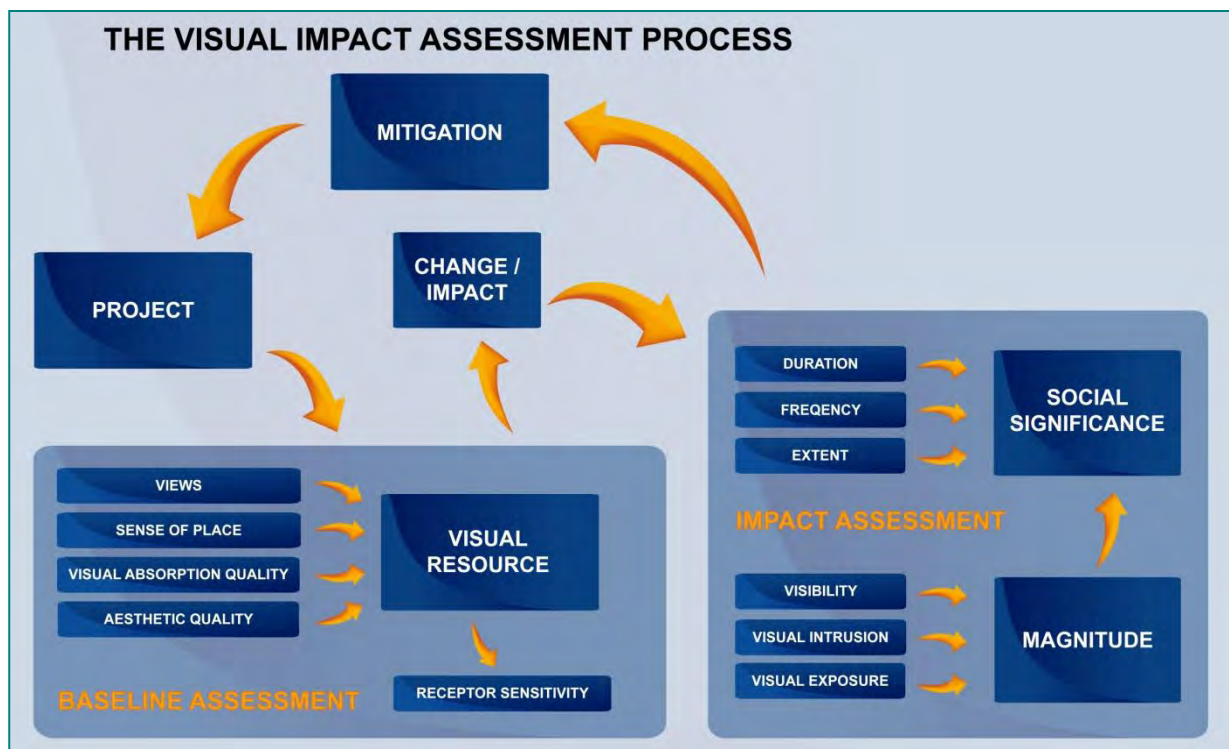 THE VISUAL IMPACT ASSESSMENT PROCESS
MITIGATION
PROJECT
CHANGE /
IMPACT
VIEWS
SENSE OF PLACE
VISUAL ABSORPTION QUALITY
AESTHETIC QUALITY
VISUAL
RESOURCE
BASELINE ASSESSMENT
RECEPTOR SENSITIVITY
DURATION
FREQENCY
EXTENT
SOCIAL
SIGNIFICANCE
IMPACT ASSESSMENT
VISIBILITY
VISUAL INTRUSION
VISUAL EXPOSURE
MAGNITUDE